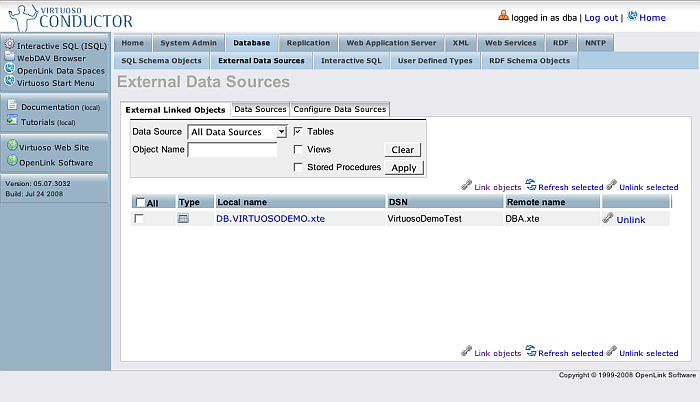 VIRTUOSO
CONDUCTOR
logged in as dba | Log out | Home
Interactive SQL (ISQL)
WebDAV Browser
OpenLink Data Spaces
Virtuoso Start Menu
Documentation (local)
Tutorials (local)
Virtuoso Web Site
OpenLink Software
Version: 05.07.3032
Build: Jul 24 2008
Home System Admin Database Replication Web Application Server XML Web Services RDF NNTP
SQL Schema Objects External Data Sources Interactive SQL User Defined Types RDF Schema Objects
External Data Sources
External Linked Objects Data Sources Configure Data Sources
Data Source All Data Sources Tables
Object Name Views Clear
Stored Procedures Apply
Link objects Refresh selected Unlink selected
All Type Local name DSN Remote name
DB.VIRTUOSODEMO.xte VirtuosoDemoTest DBA.xte Unlink
Link objects Refresh selected Unlink selected
Copyright © 1999-2008 OpenLink Software